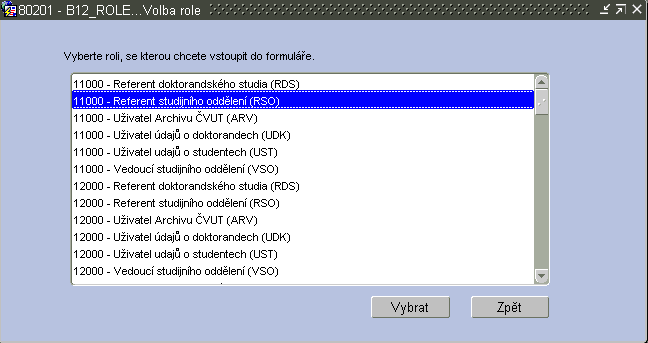 80201 - B12_ROLE...Volba role
Vyberte roli, se kterou chcete vstoupit do formuláře.
11000 - Referent doktorandského studia (RDS)
11000 - Referent studijního oddělení (RSO)
11000 - Uživatel Archivu ČVUT (ARV)
11000 - Uživatel údajů o doktorandech (UDK)
11000 - Uživatel udajů o studentech (UST)
11000 - Vedoucí studijního oddělení (VSO)
12000 - Referent doktorandského studia (RDS)
12000 - Referent studijního oddělení (RSO)
12000 - Uživatel Archivu ČVUT (ARV)
12000 - Uživatel údajů o doktorandech (UDK)
12000 - Uživatel udajů o studentech (UST)
12000 - Vedoucí studijního oddělení (VSO)
Vybrat Zpět